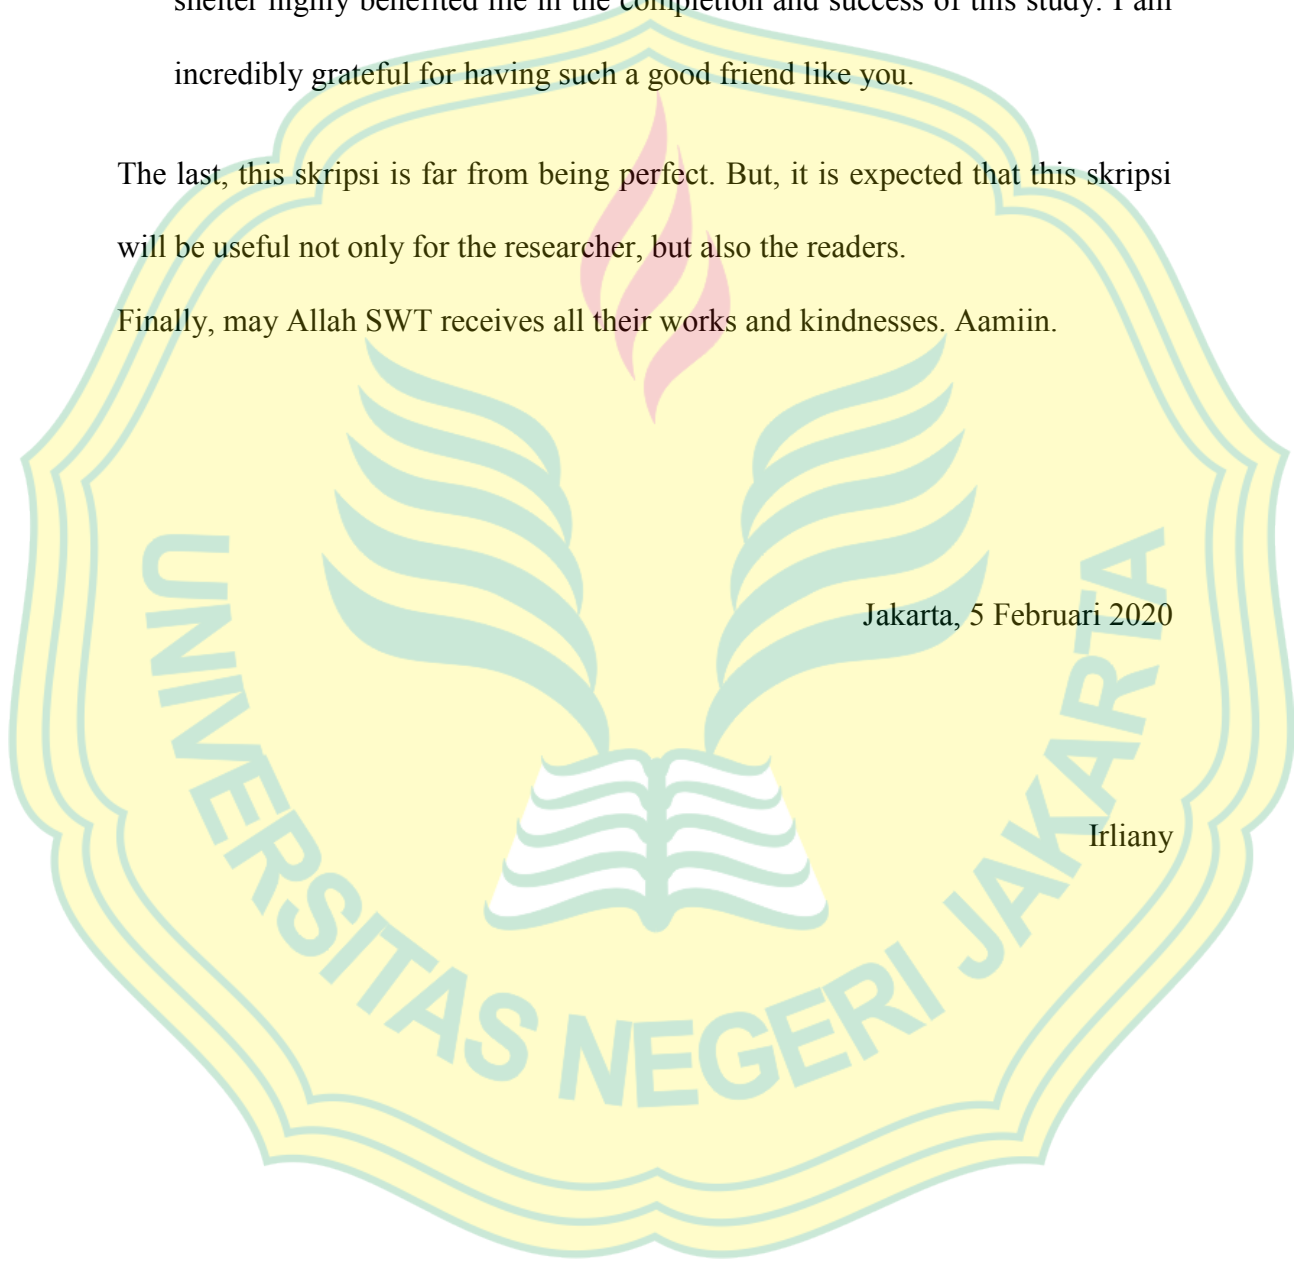 shelter highly benefited me in the completion and success of this study. I am
incredibly grateful for having such a good friend like you.
The last, this skripsi is far from being perfect. But, it is expected that this skripsi
will be useful not only for the researcher, but also the readers.
Finally, may Allah SWT receives all their works and kindnesses. Aamiin.
Jakarta, 5 Februari 2020
Irliany
UNIVERSITAS NEGERI JAKARTA